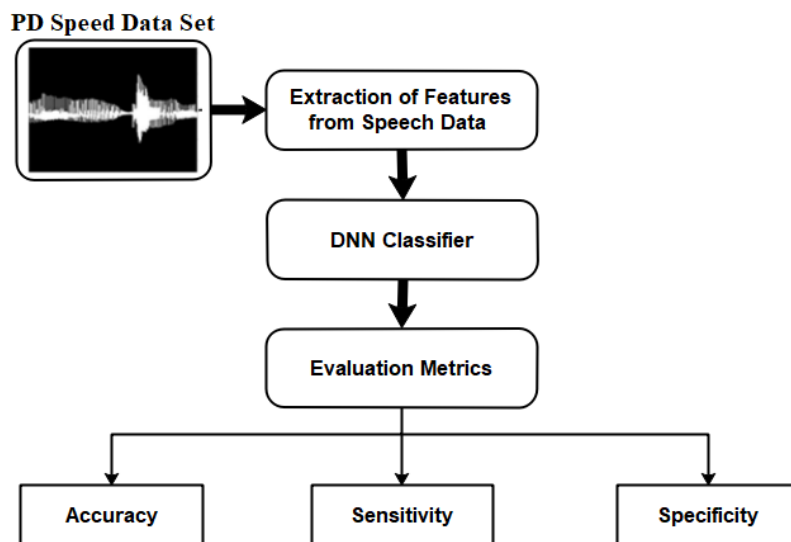 PD Speed Data Set
Extraction of Features
from Speech Data
DNN Classifier
Evaluation Metrics
Accuracy
Sensitivity
Specificity